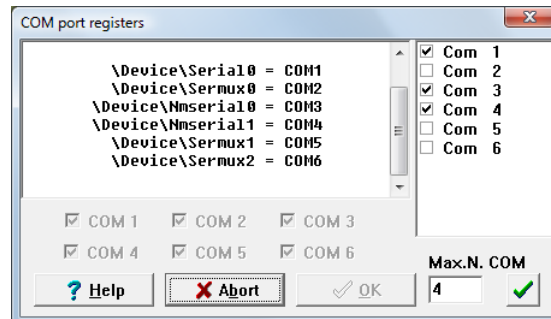 COM port registers
\Device\Serial0 = COM1
\Device\Sermux0 = COM2
\Device\Nmserial0 = COM3
\Device\Nmserial1 = COM4
\Device\Sermux1 = COM5
\Device\Sermux2 = COM6
Com 1
Com 2
Com 3
Com 4
Com 5
Com 6
COM 1 COM 2 COM 3
COM 4 COM 5 COM 6
Max.N. COM
? Help Abort OK 4